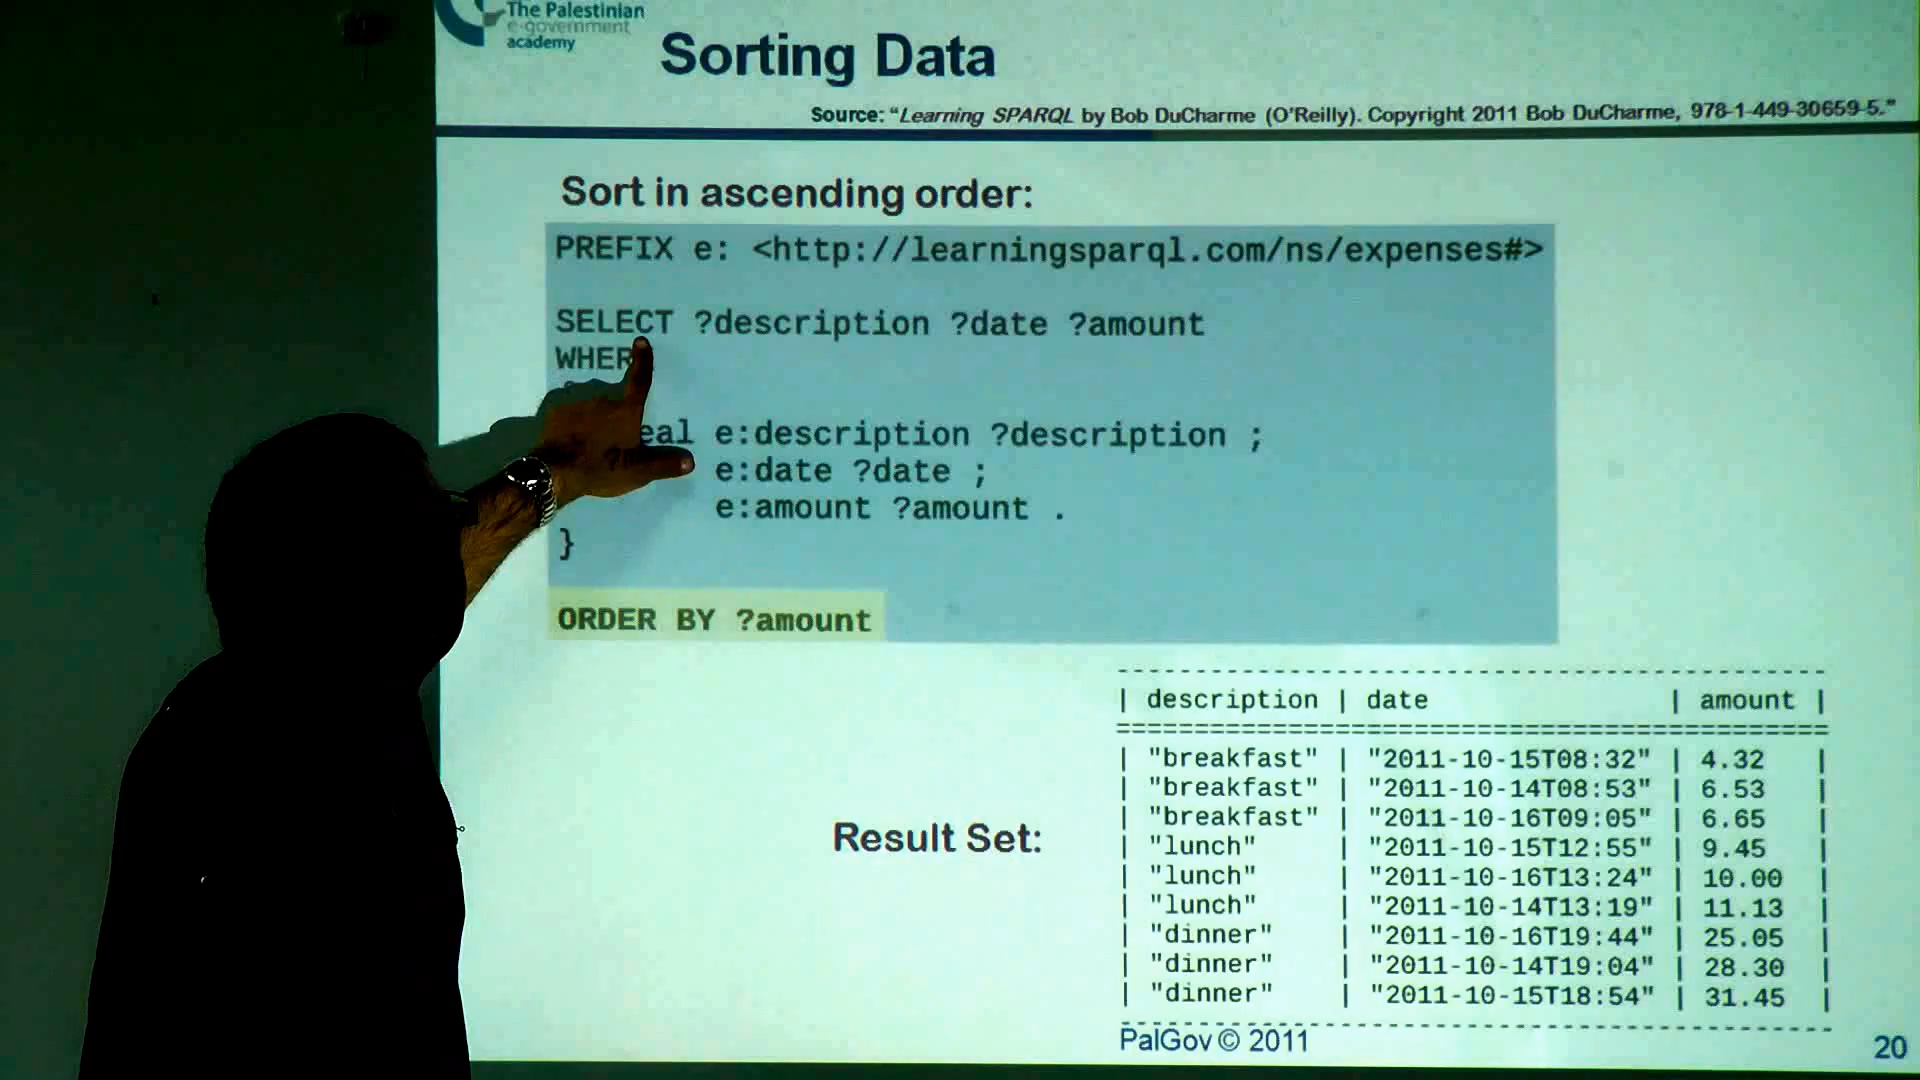 The Palestinian
e-government
academy
Sorting Data
Source: "Learning SPARQL by Bob DuCharme (O'Reilly). Copyright 2011 Bob DuCharme, 978-1-449-30659-5."
Sort in ascending order:
PREFIX e: <http://learningsparql.com/ns/expenses#>
SELECT ?description ?date ?amount
WHER
eal e:description ?description ;
e:date ?date ;
e:amount ?amount .
}
ORDER BY ?amount
Result Set:
| description | date | amount |
| "breakfast" | "2011-10-15T08:32" | 4.32 |
| "breakfast" | "2011-10-14T08:53" | 6.53 |
| "breakfast" | "2011-10-16T09:05" | 6.65 |
| "lunch" | "2011-10-15T12:55" | 9.45 |
| "lunch" | "2011-10-16T13:24" | 10.00 |
| "lunch" | "2011-10-14T13:19" | 11.13 |
| "dinner" | "2011-10-16T19:44" | 25.05 |
| "dinner" | "2011-10-14T19:04" | 28.30 |
| "dinner" | "2011-10-15T18:54" | 31.45 |
PalGov © 2011
20